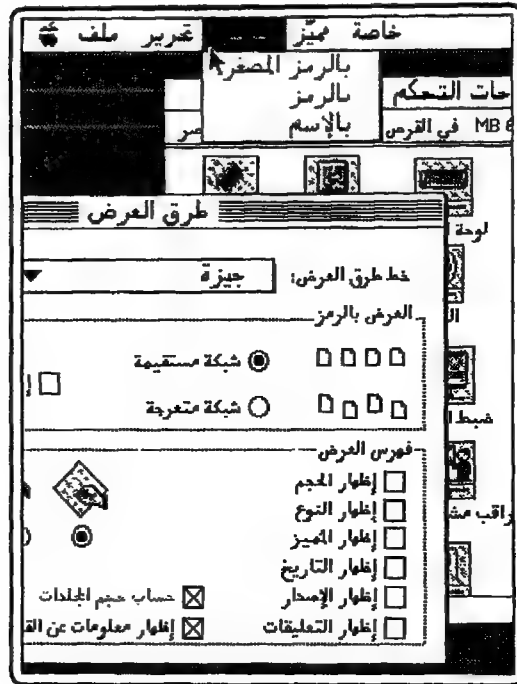 ملف تحرير مميّز خاصة
بالرمز المصغر
بالرمز
بالإسم
حات التحكم
MB في القرص
لوحة
طرق العرض
خط طرق العرض: جيزة
العرض بالرمز
شبكة مستقيمة
شبكة متعرجة
ضبط
فهرس العرض
إظهار الحجم
إظهار النوع
إظهار المميز
إظهار التاريخ
إظهار الإصدار
حساب حجم المجلدات
إظهار التعليقات
إظهار معلومات عن
راقب